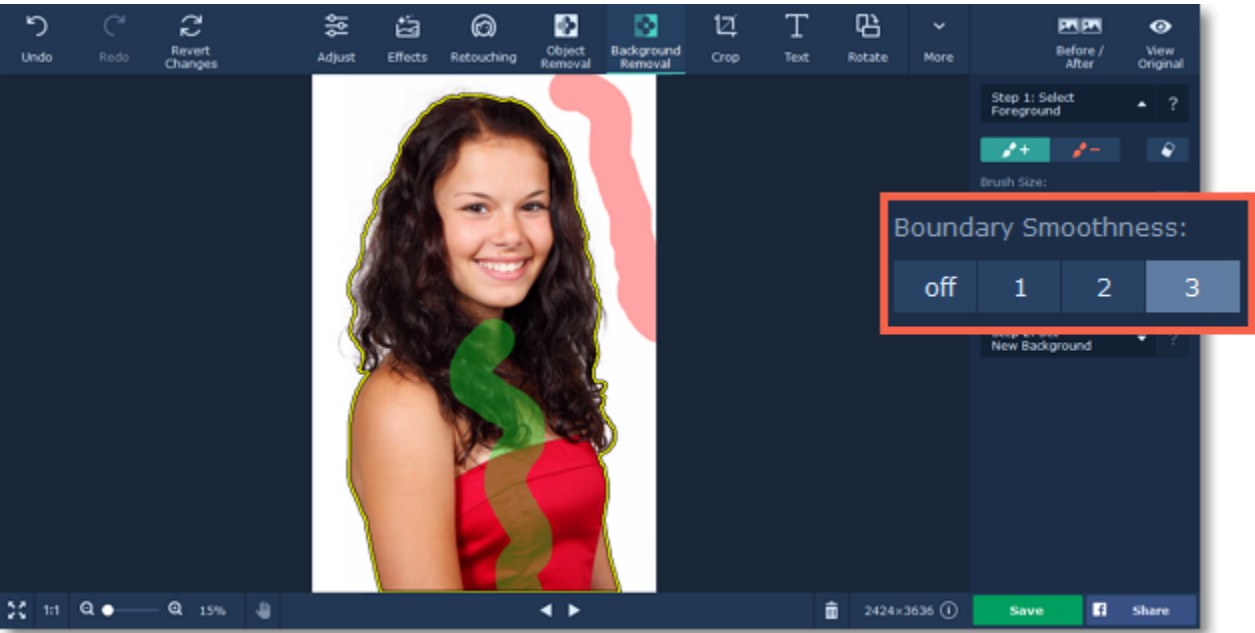 Undo
Redo
Revert
Changes
Adjust
Effects
Retouching
Object
Removal
Background
Removal
Crop
Text
Rotate
More
Before /
After
View
Original
Step 1: Select
Foreground
?
Brush Size:
Boundary Smoothness:
off 1 2 3
New Background
?
1:1
15%
2424×3636
Save
Share